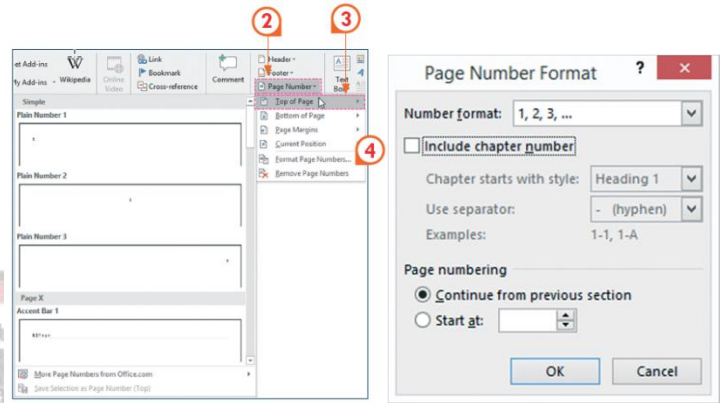 2
3
et Add-ins
My Add-ins
Wikipedia
Online
Video
Link
Bookmark
Cross-reference
Comment
Header
Footer
Page Number
Text
Box
Top of Page
Bottom of Page
Page Margins
Current Position
Format Page Numbers...
Remove Page Numbers
4
Simple
Plain Number 1
Plain Number 2
Plain Number 3
Page X
Accent Bar 1
More Page Numbers from Office.com
Save Selection as Page Number (Top)
Page Number Format ? ×
Number format: 1, 2, 3, ...
Include chapter number
Chapter starts with style: Heading 1
Use separator: - (hyphen)
Examples: 1-1, 1-A
Page numbering
Continue from previous section
Start at:
OK Cancel